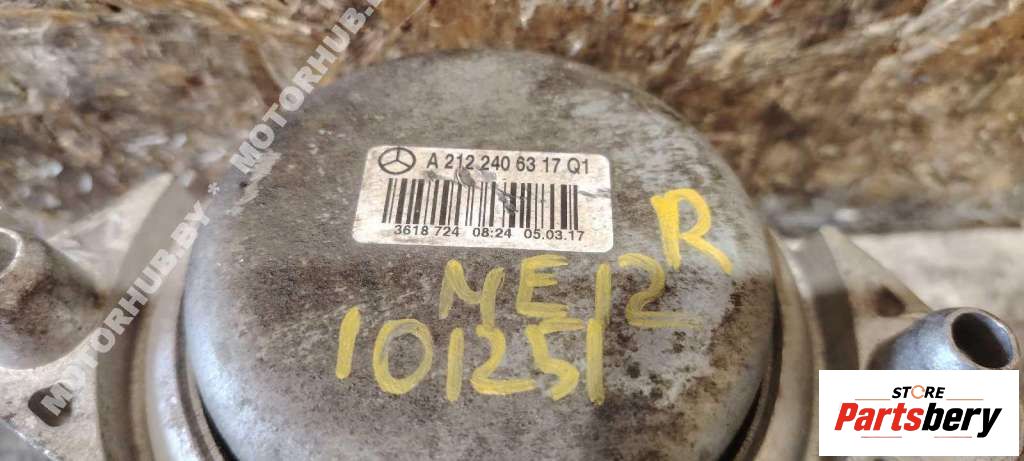 MOTORHUB.BY * MOTORHUB.BY
A 212 240 63 17 Q1
3618 724 08:24 05.03.17
R
ME12
101251
STORE
Partsbery